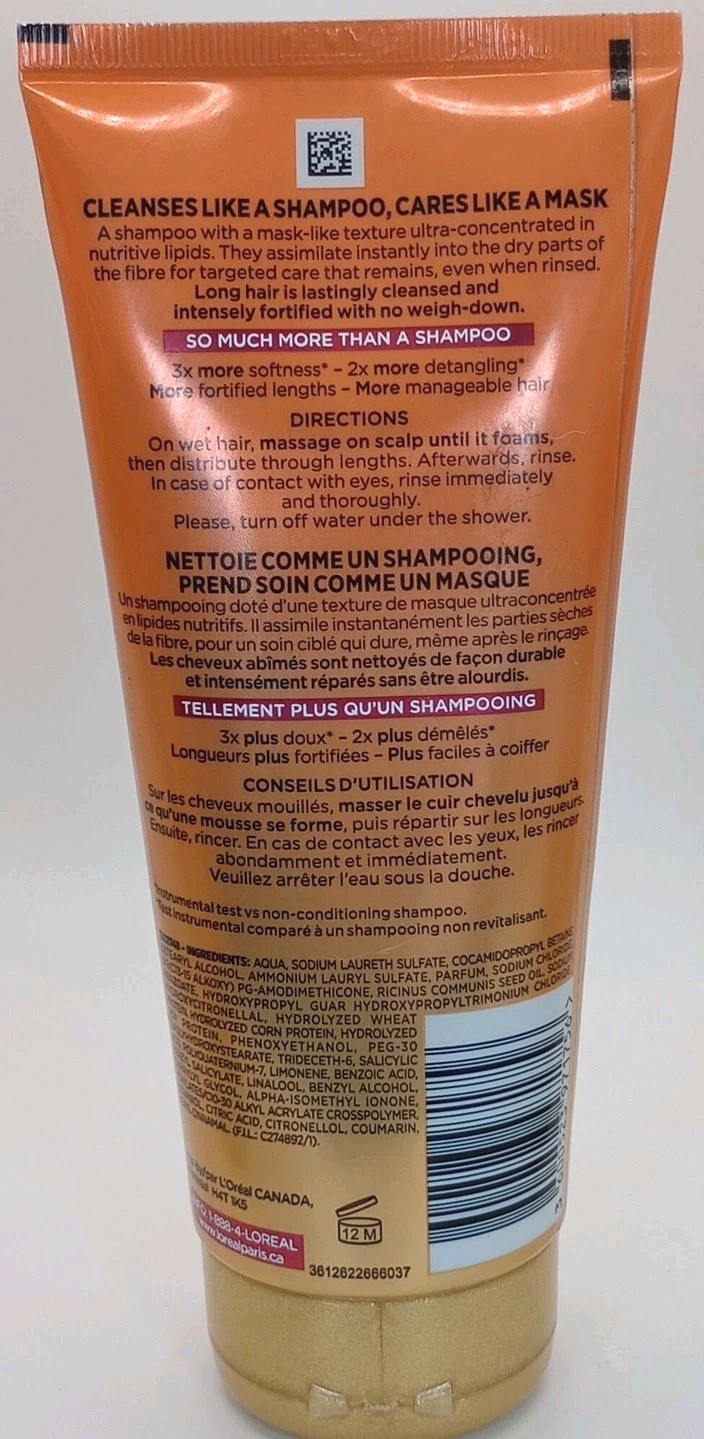 CLEANSES LIKE A SHAMPOO, CARES LIKE A MASK
A shampoo with a mask-like texture ultra-concentrated in
nutritive lipids. They assimilate instantly into the dry parts of
the fibre for targeted care that remains, even when rinsed.
Long hair is lastingly cleansed and
intensely fortified with no weigh-down.
SO MUCH MORE THAN A SHAMPOO
3x more softness* – 2x more detangling*
More fortified lengths – More manageable hair
DIRECTIONS
On wet hair, massage on scalp until it foams,
then distribute through lengths. Afterwards, rinse.
In case of contact with eyes, rinse immediately
and thoroughly.
Please, turn off water under the shower.
NETTOIE COMME UN SHAMPOOING,
PREND SOIN COMME UN MASQUE
Un shampooing doté d'une texture de masque ultraconcentrée
en lipides nutritifs. Il assimile instantanément les parties sèches
de la fibre, pour un soin ciblé qui dure, même après le rinçage.
Les cheveux abîmés sont nettoyés de façon durable
et intensément réparés sans être alourdis.
TELLEMENT PLUS QU'UN SHAMPOOING
3x plus doux* – 2x plus démêlés*
Longueurs plus fortifiées – Plus faciles à coiffer
CONSEILS D'UTILISATION
Sur les cheveux mouillés, masser le cuir chevelu jusqu'à
ce qu'une mousse se forme, puis répartir sur les longueurs.
Ensuite, rincer. En cas de contact avec les yeux, les rincer
abondamment et immédiatement.
Veuillez arrêter l'eau sous la douche.
*Instrumental test vs non-conditioning shampoo.
*Test instrumental comparé à un shampooing non revitalisant.
- INGREDIENTS: AQUA, SODIUM LAURETH SULFATE, COCAMIDOPROPYL BETAINE,
ALCOHOL, AMMONIUM LAURYL SULFATE, PARFUM, SODIUM CHLORIDE,
ALKOXY) PG-AMODIMETHICONE, RICINUS COMMUNIS SEED OIL, SODIUM
HYDROXYPROPYL GUAR HYDROXYPROPYLTRIMONIUM CHLORIDE,
HYDROLYZED WHEAT
HYDROLYZED CORN PROTEIN, HYDROLYZED
PROTEIN, PHENOXYETHANOL, PEG-30
TRIDECETH-6, SALICYLIC
LIMONENE, BENZOIC ACID,
SALICYLATE, LINALOOL, BENZYL ALCOHOL,
GLYCOL, ALPHA-ISOMETHYL IONONE,
ALKYL ACRYLATE CROSSPOLYMER,
CITRIC ACID, CITRONELLOL, COUMARIN,
(F.I.L.: C274892/1).
par L'Oréal CANADA,
H4T 1K5
1-888-4-LOREAL
www.lorealparis.ca
12 M
3612622666037